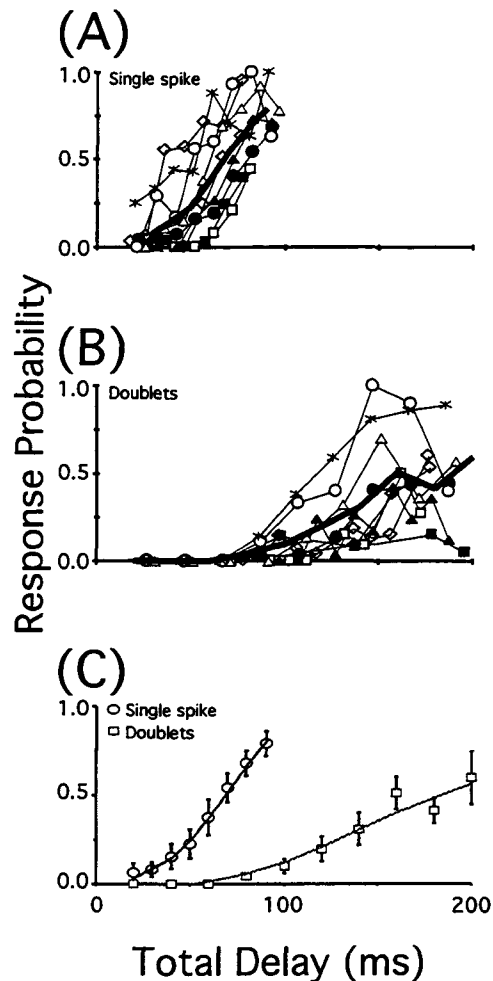 (A)
1.0
Single spike
0.5
0.0
(B)
1.0
Doublets
0.5
0.0
Response Probability
(C)
1.0
Single spike
Doublets
0.5
0.0
0 100 200
Total Delay (ms)